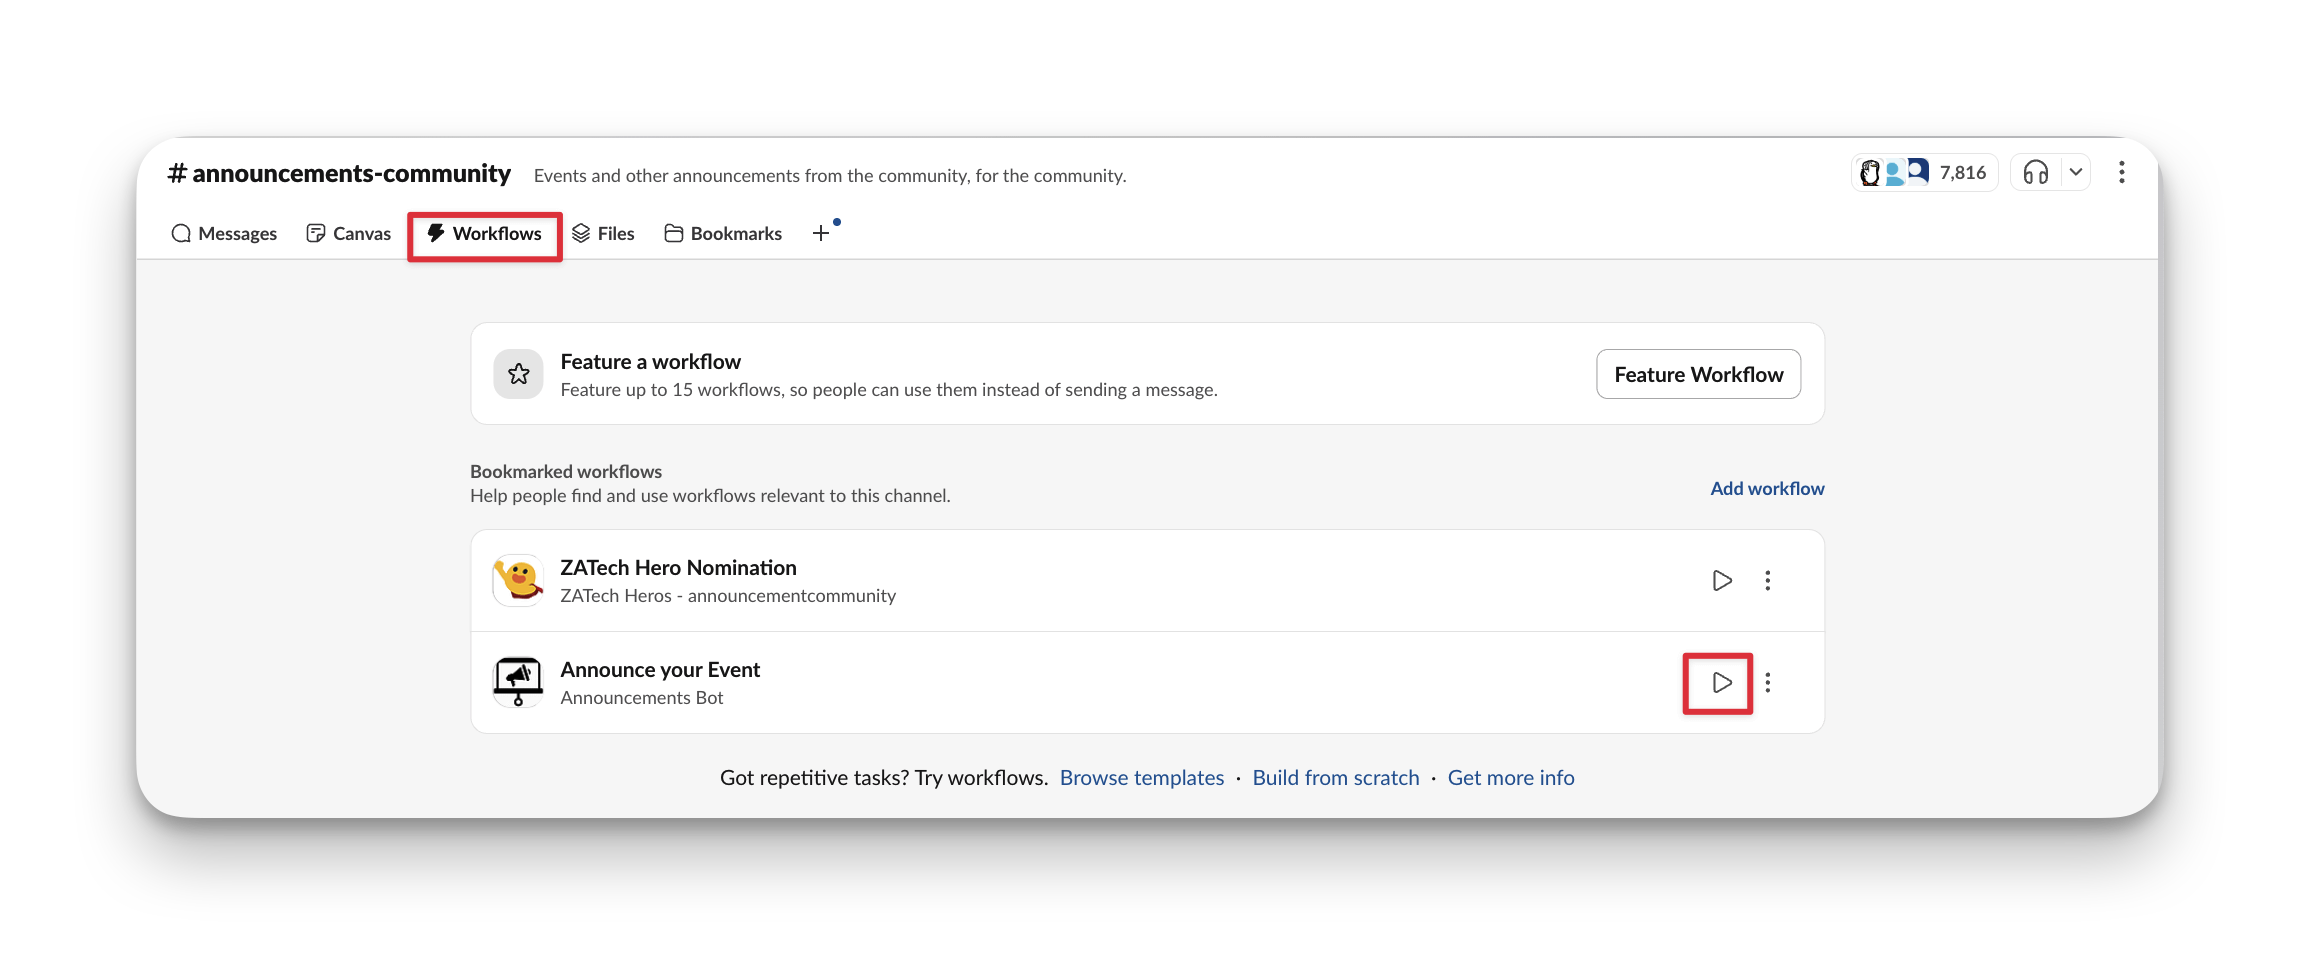 #announcements-community Events and other announcements from the community, for the community. 7,816
Messages Canvas Workflows Files Bookmarks +
Feature a workflow
Feature up to 15 workflows, so people can use them instead of sending a message.
Feature Workflow
Bookmarked workflows
Help people find and use workflows relevant to this channel.
Add workflow
ZATech Hero Nomination
ZATech Heros - announcementcommunity
Announce your Event
Announcements Bot
Got repetitive tasks? Try workflows. Browse templates · Build from scratch · Get more info